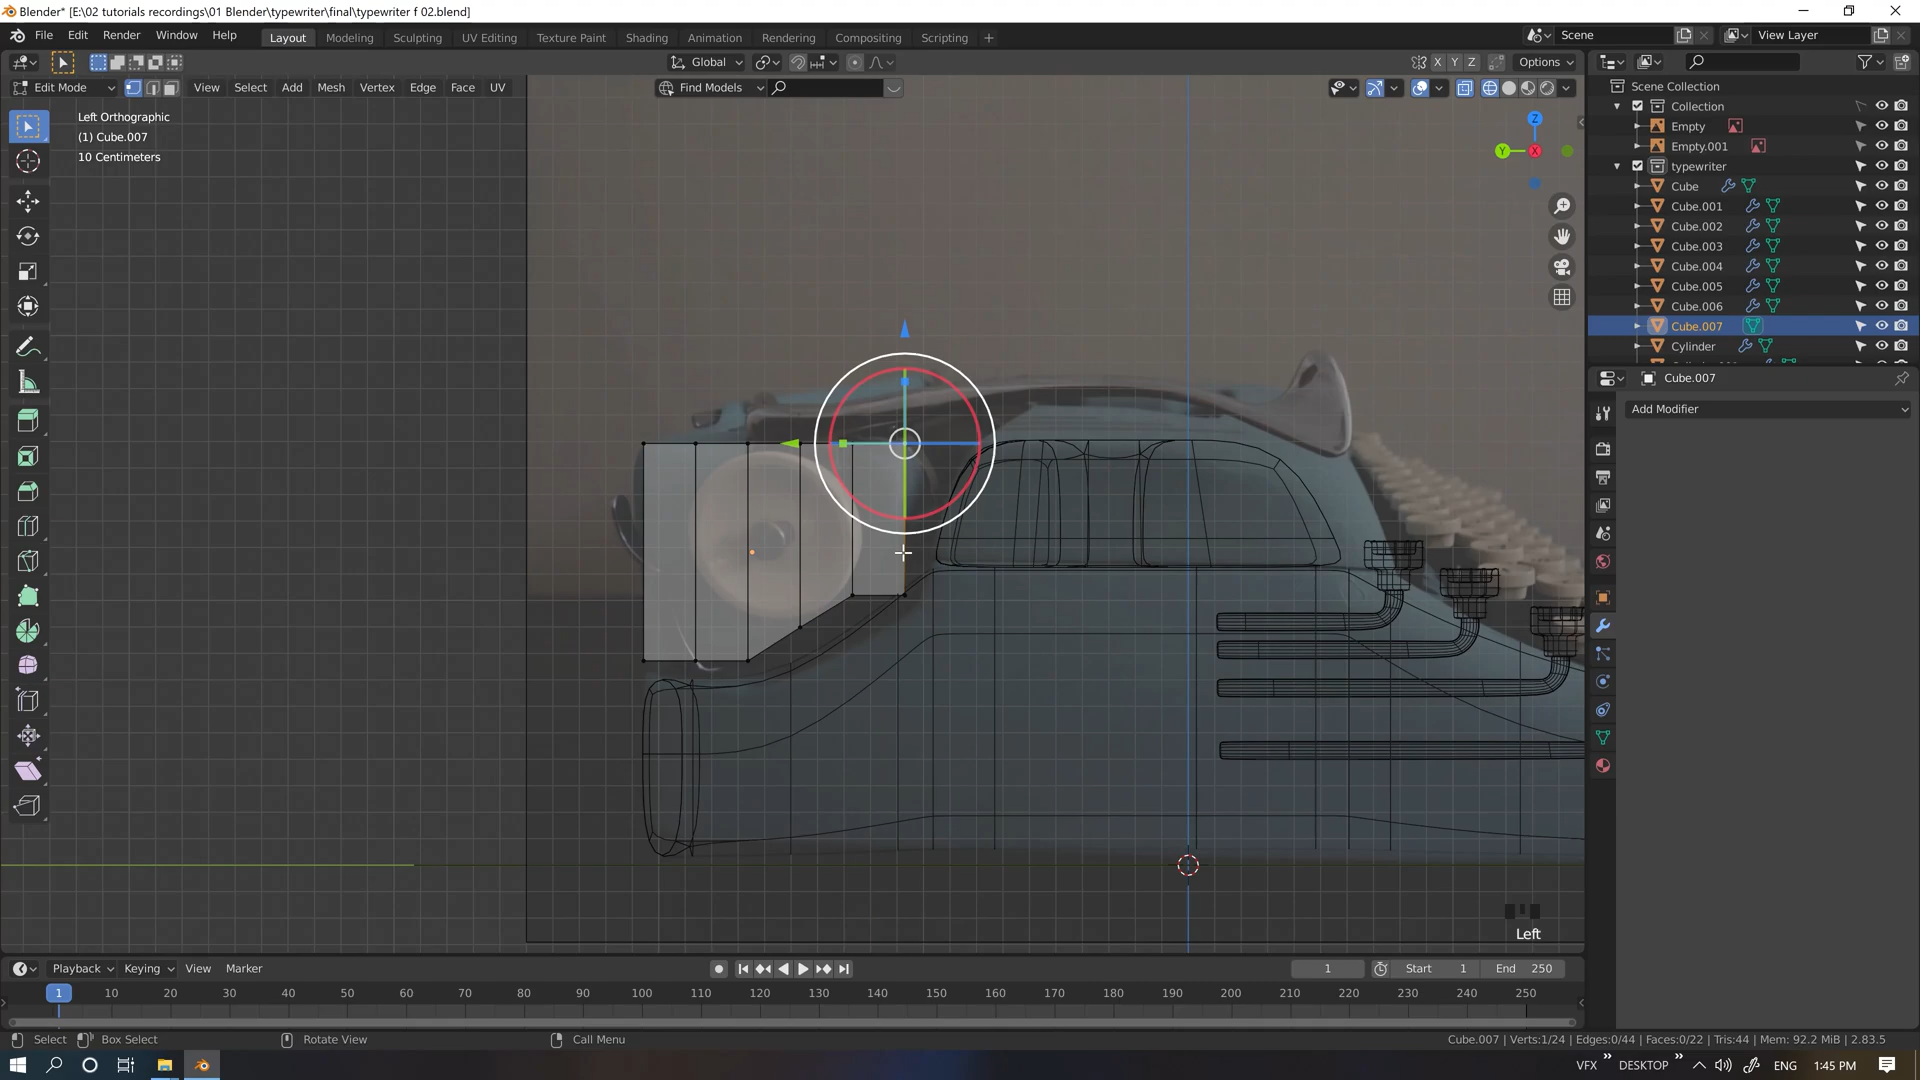 Blender* [E:\02 tutorials recordings\01 Blender\typewriter\final\typewriter f 02.blend]
File Edit Render Window Help Layout Modeling Sculpting UV Editing Texture Paint Shading Animation Rendering Compositing Scripting + Scene View Layer
Global X Y Z Options
Edit Mode View Select Add Mesh Vertex Edge Face UV Find Models
Left Orthographic
(1) Cube.007
10 Centimeters
Z
Y X
Scene Collection
Collection
Empty
Empty.001
typewriter
Cube
Cube.001
Cube.002
Cube.003
Cube.004
Cube.005
Cube.006
Cube.007
Cylinder
Cube.007
Add Modifier
Left
Playback Keying View Marker 1 Start 1 End 250
1 10 20 30 40 50 60 70 80 90 100 110 120 130 140 150 160 170 180 190 200 210 220 230 240 250
Select Box Select Rotate View Call Menu Cube.007 | Verts:1/24 | Edges:0/44 | Faces:0/22 | Tris:44 | Mem: 92.2 MiB | 2.83.5
VFX DESKTOP ENG 1:45 PM